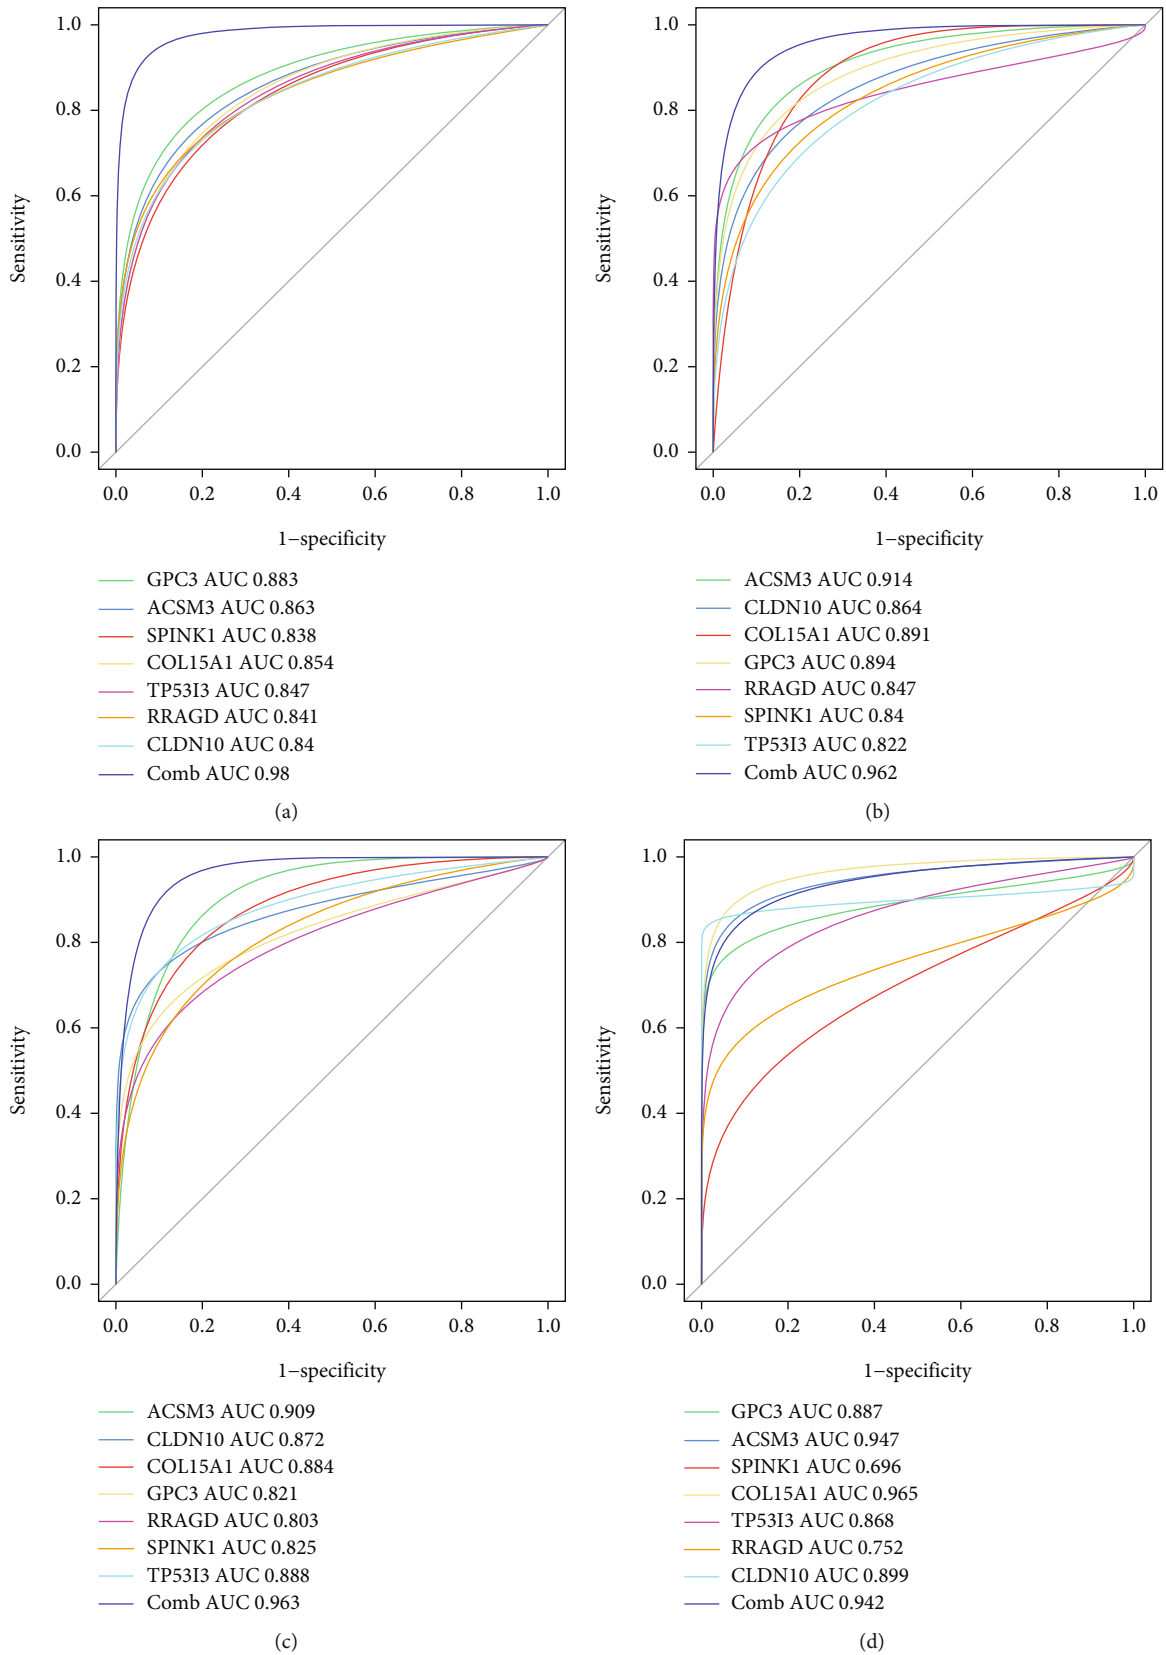 Sensitivity
1.0
0.8
0.6
0.4
0.2
0.0
0.0 0.2 0.4 0.6 0.8 1.0
1−specificity
GPC3 AUC 0.883
ACSM3 AUC 0.863
SPINK1 AUC 0.838
COL15A1 AUC 0.854
TP53I3 AUC 0.847
RRAGD AUC 0.841
CLDN10 AUC 0.84
Comb AUC 0.98
(a)
Sensitivity
1.0
0.8
0.6
0.4
0.2
0.0
0.0 0.2 0.4 0.6 0.8 1.0
1−specificity
ACSM3 AUC 0.914
CLDN10 AUC 0.864
COL15A1 AUC 0.891
GPC3 AUC 0.894
RRAGD AUC 0.847
SPINK1 AUC 0.84
TP53I3 AUC 0.822
Comb AUC 0.962
(b)
Sensitivity
1.0
0.8
0.6
0.4
0.2
0.0
0.0 0.2 0.4 0.6 0.8 1.0
1−specificity
ACSM3 AUC 0.909
CLDN10 AUC 0.872
COL15A1 AUC 0.884
GPC3 AUC 0.821
RRAGD AUC 0.803
SPINK1 AUC 0.825
TP53I3 AUC 0.888
Comb AUC 0.963
(c)
Sensitivity
1.0
0.8
0.6
0.4
0.2
0.0
0.0 0.2 0.4 0.6 0.8 1.0
1−specificity
GPC3 AUC 0.887
ACSM3 AUC 0.947
SPINK1 AUC 0.696
COL15A1 AUC 0.965
TP53I3 AUC 0.868
RRAGD AUC 0.752
CLDN10 AUC 0.899
Comb AUC 0.942
(d)